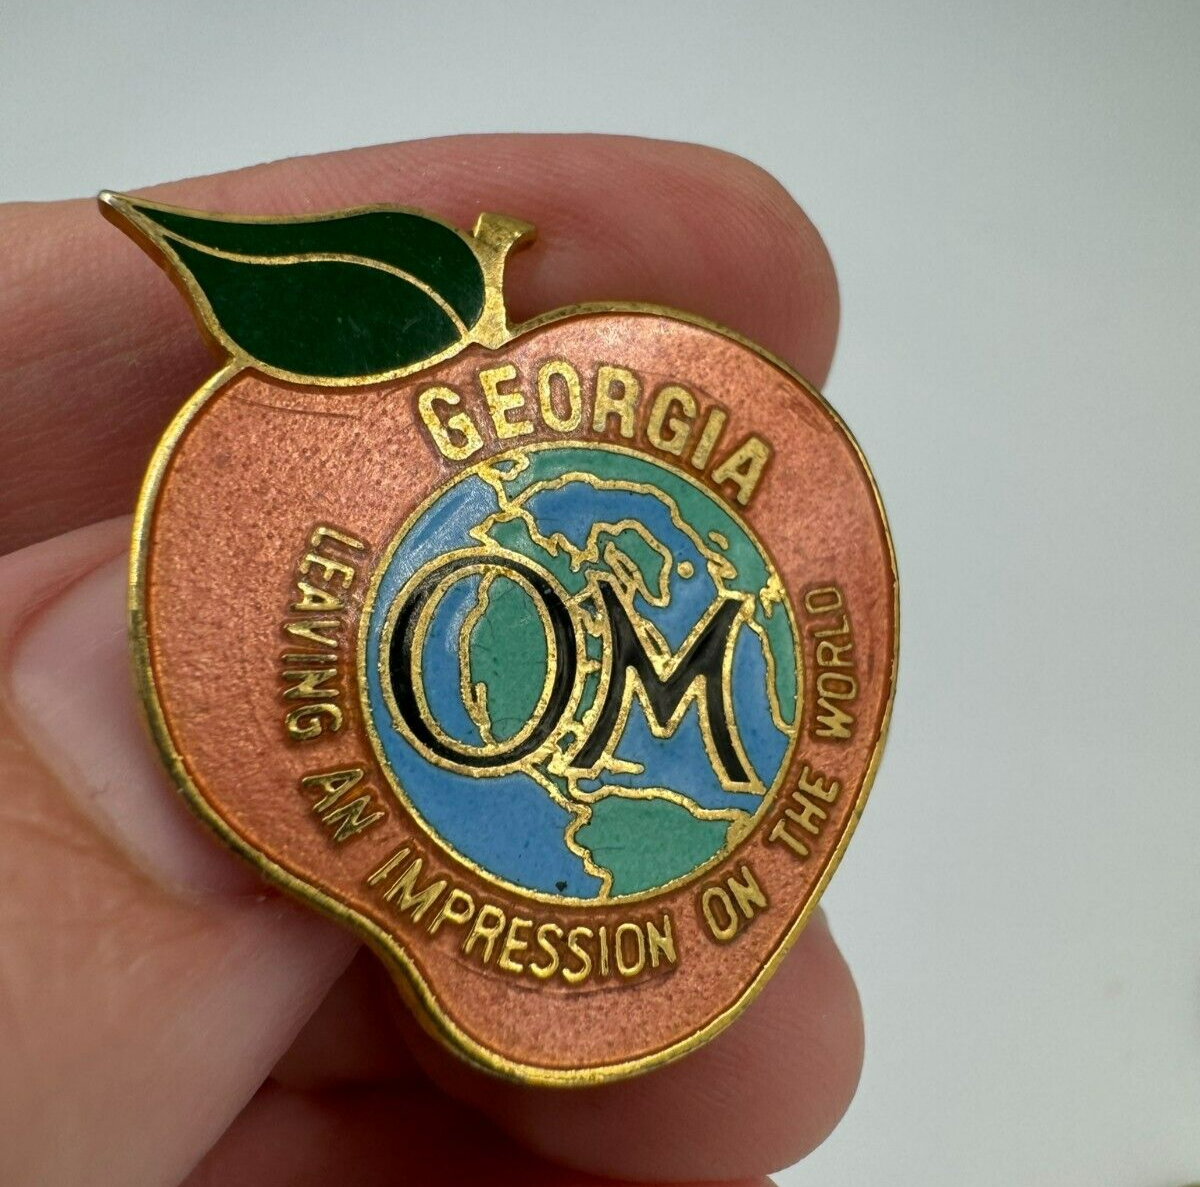 GEORGIA
OM
LEAVING AN IMPRESSION ON THE WORLD